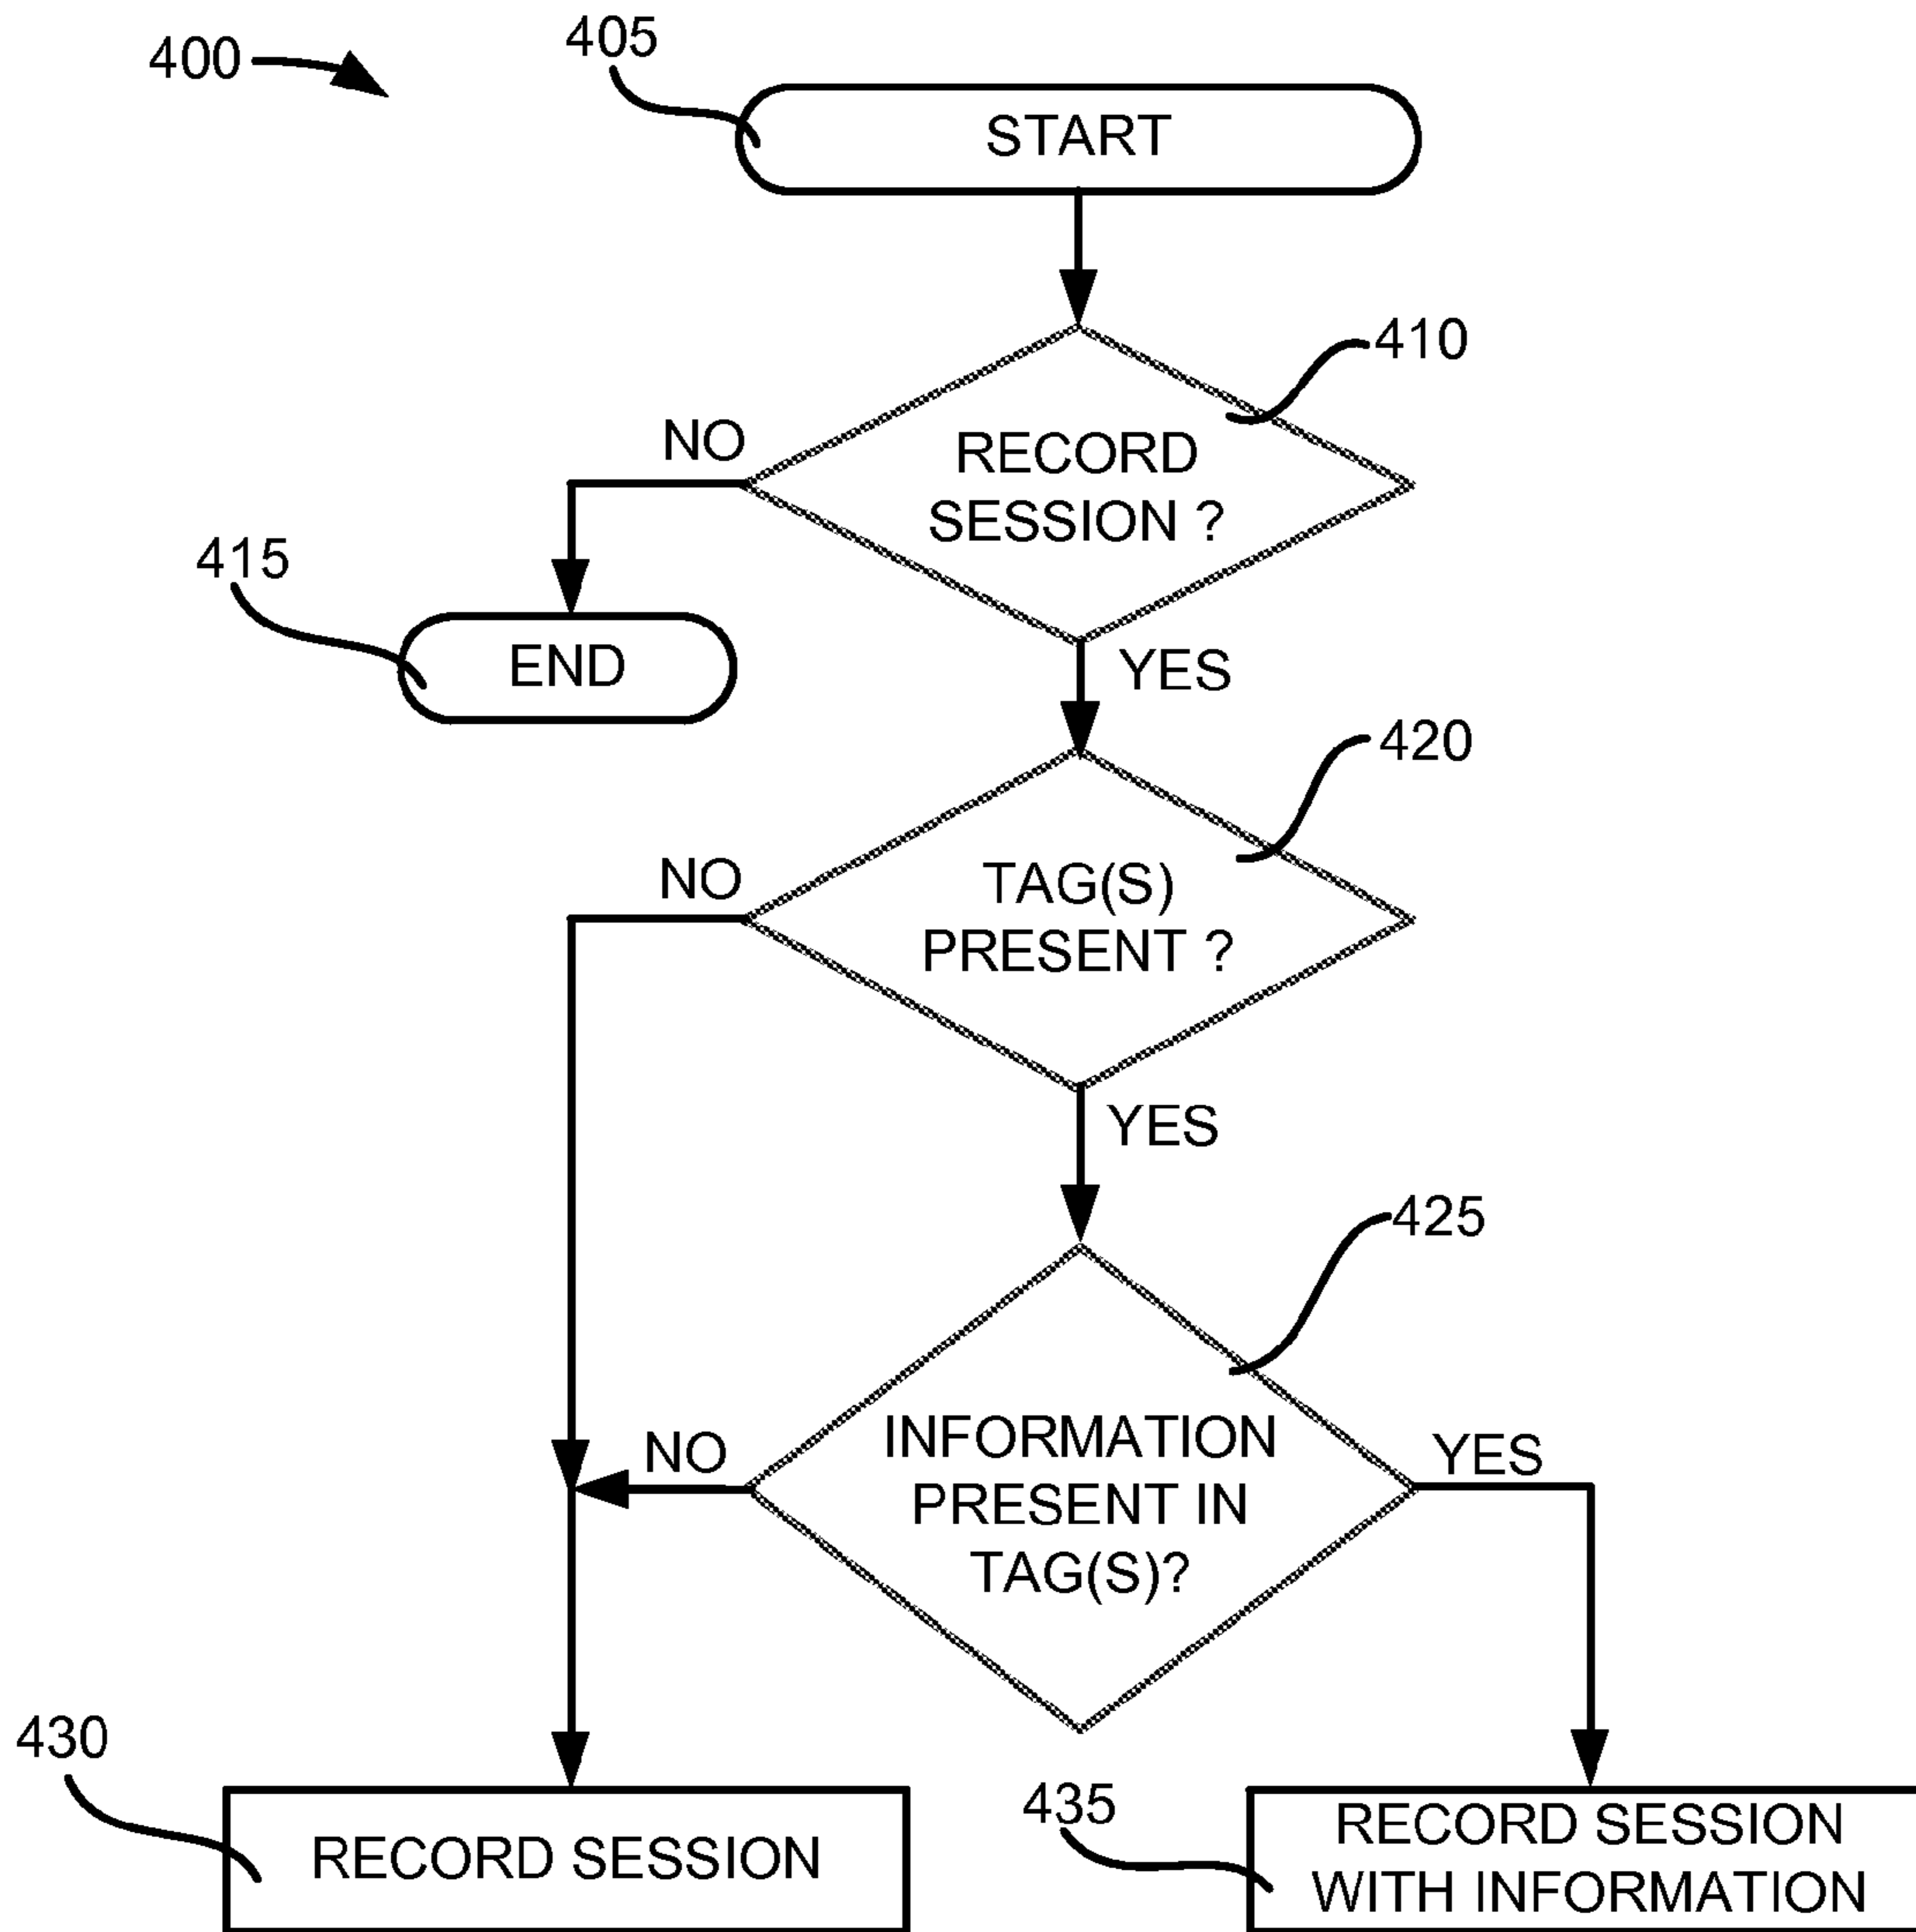 400
405
START
410
NO
RECORD
SESSION ?
415
END
YES
420
NO
TAG(S)
PRESENT ?
YES
425
NO
INFORMATION
PRESENT IN
TAG(S)?
YES
430
RECORD SESSION
435
RECORD SESSION
WITH INFORMATION